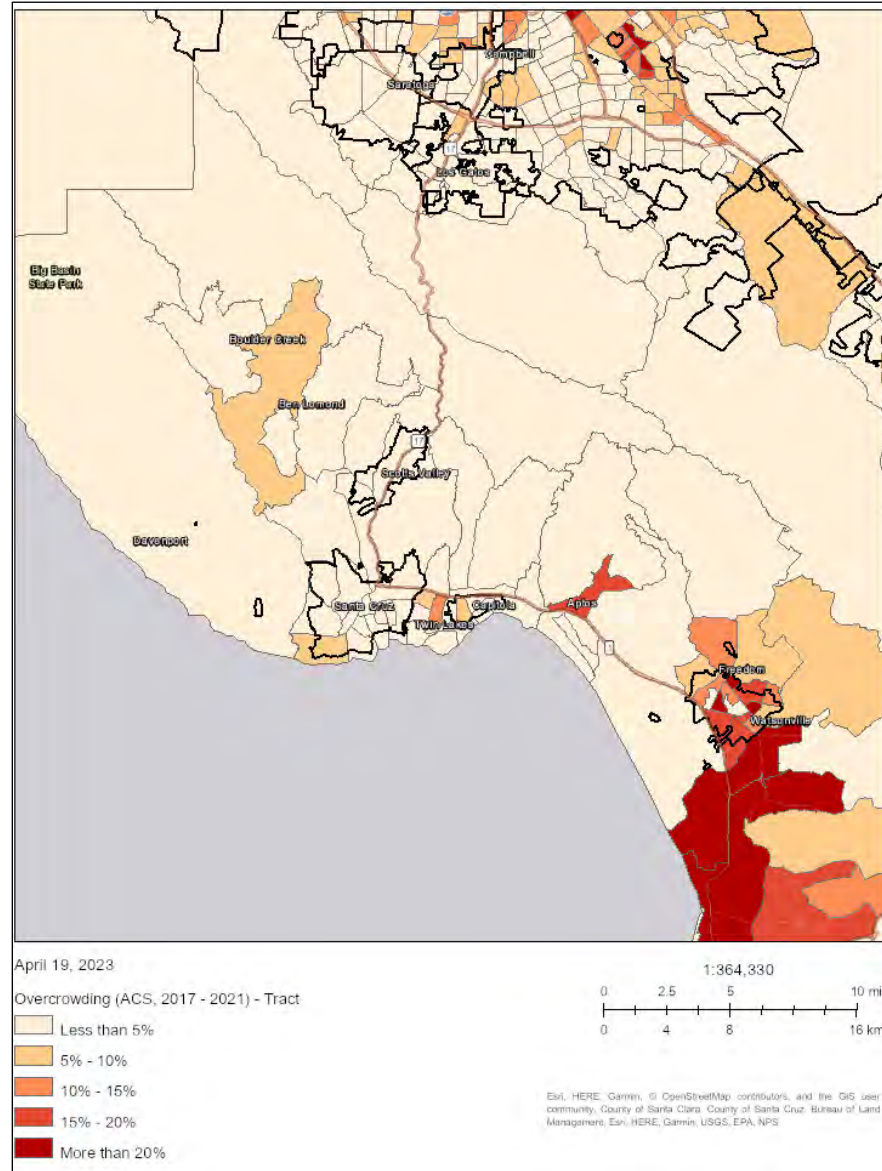 Campbell
Saratoga
17
Los Gatos
Big Basin
State Park
Boulder Creek
Ben Lomond
17
Scotts Valley
Davenport
Santa Cruz
Capitola
Aptos
Twin Lakes
1
Freedom
Watsonville
April 19, 2023
1:364,330
0 2.5 5 10 mi
0 4 8 16 km
Overcrowding (ACS, 2017 - 2021) - Tract
Less than 5%
5% - 10%
10% - 15%
15% - 20%
More than 20%
Esri, HERE, Garmin, © OpenStreetMap contributors, and the GIS user
community, County of Santa Clara, County of Santa Cruz, Bureau of Land
Management, Esri, HERE, Garmin, USGS, EPA, NPS